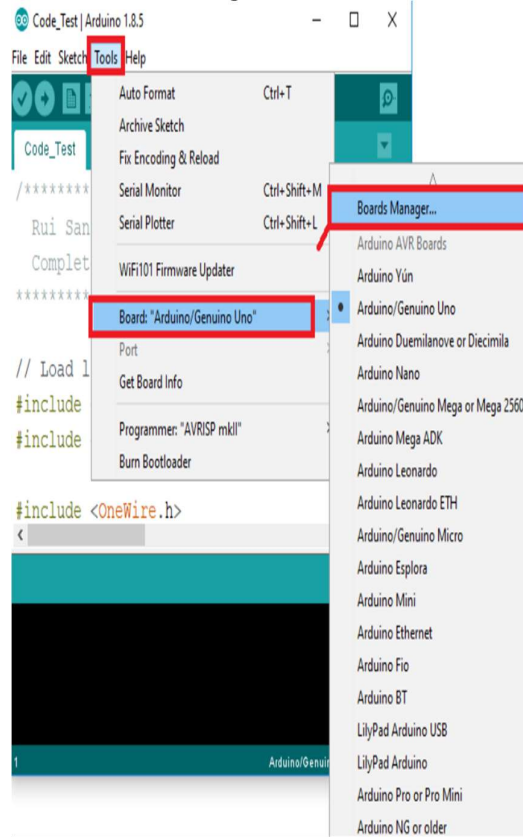 Code_Test | Arduino 1.8.5
File Edit Sketch Tools Help
Code_Test
/********
Rui San
Complet
*********
// Load l
#include
#include
#include <OneWire.h>
Auto Format Ctrl+T
Archive Sketch
Fix Encoding & Reload
Serial Monitor Ctrl+Shift+M
Serial Plotter Ctrl+Shift+L
WiFi101 Firmware Updater
Board: "Arduino/Genuino Uno"
Port
Get Board Info
Programmer: "AVRISP mkII"
Burn Bootloader
Boards Manager...
Arduino AVR Boards
Arduino Yún
Arduino/Genuino Uno
Arduino Duemilanove or Diecimila
Arduino Nano
Arduino/Genuino Mega or Mega 2560
Arduino Mega ADK
Arduino Leonardo
Arduino Leonardo ETH
Arduino/Genuino Micro
Arduino Esplora
Arduino Mini
Arduino Ethernet
Arduino Fio
Arduino BT
LilyPad Arduino USB
LilyPad Arduino
Arduino Pro or Pro Mini
Arduino NG or older
1 Arduino/Genuin